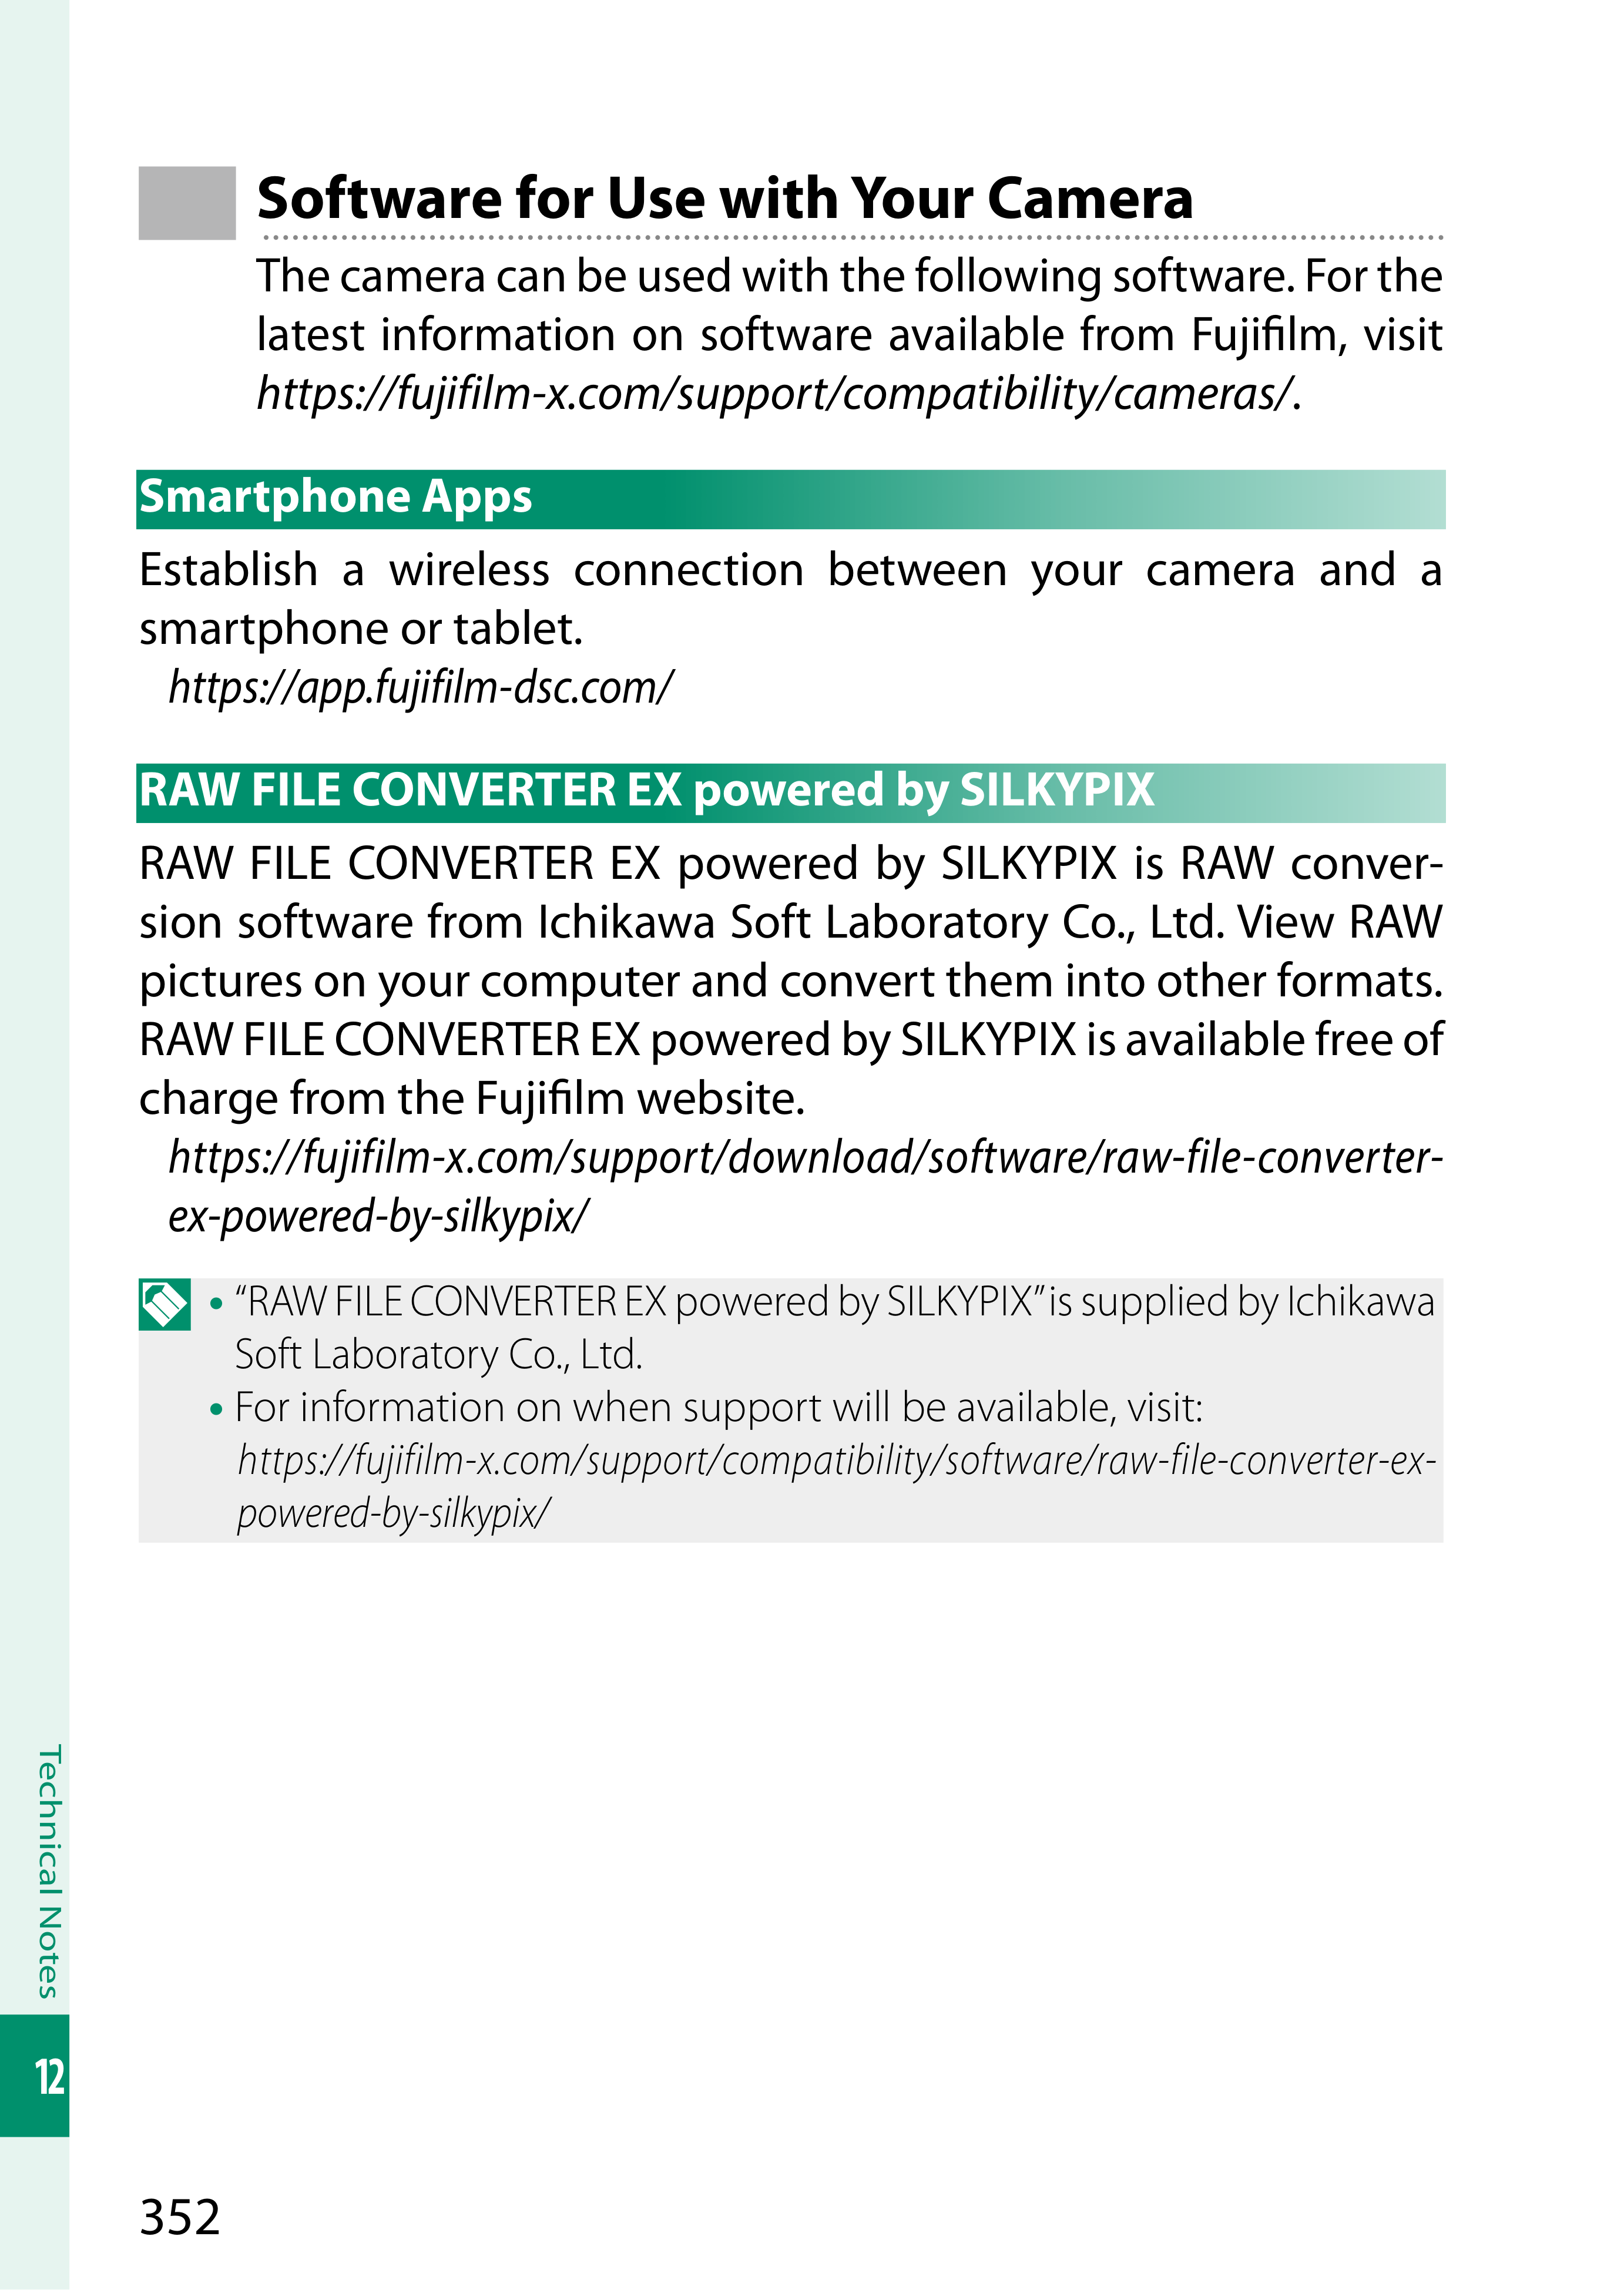 Software for Use with Your Camera
The camera can be used with the following software. For the
latest information on software available from Fujifilm, visit
https://fujifilm-x.com/support/compatibility/cameras/.
Smartphone Apps
Establish a wireless connection between your camera and a
smartphone or tablet.
https://app.fujifilm-dsc.com/
RAW FILE CONVERTER EX powered by SILKYPIX
RAW FILE CONVERTER EX powered by SILKYPIX is RAW conver-
sion software from Ichikawa Soft Laboratory Co., Ltd. View RAW
pictures on your computer and convert them into other formats.
RAW FILE CONVERTER EX powered by SILKYPIX is available free of
charge from the Fujifilm website.
https://fujifilm-x.com/support/download/software/raw-file-converter-
ex-powered-by-silkypix/
• “RAW FILE CONVERTER EX powered by SILKYPIX” is supplied by Ichikawa
Soft Laboratory Co., Ltd.
• For information on when support will be available, visit:
https://fujifilm-x.com/support/compatibility/software/raw-file-converter-ex-
powered-by-silkypix/
Technical Notes
12
352